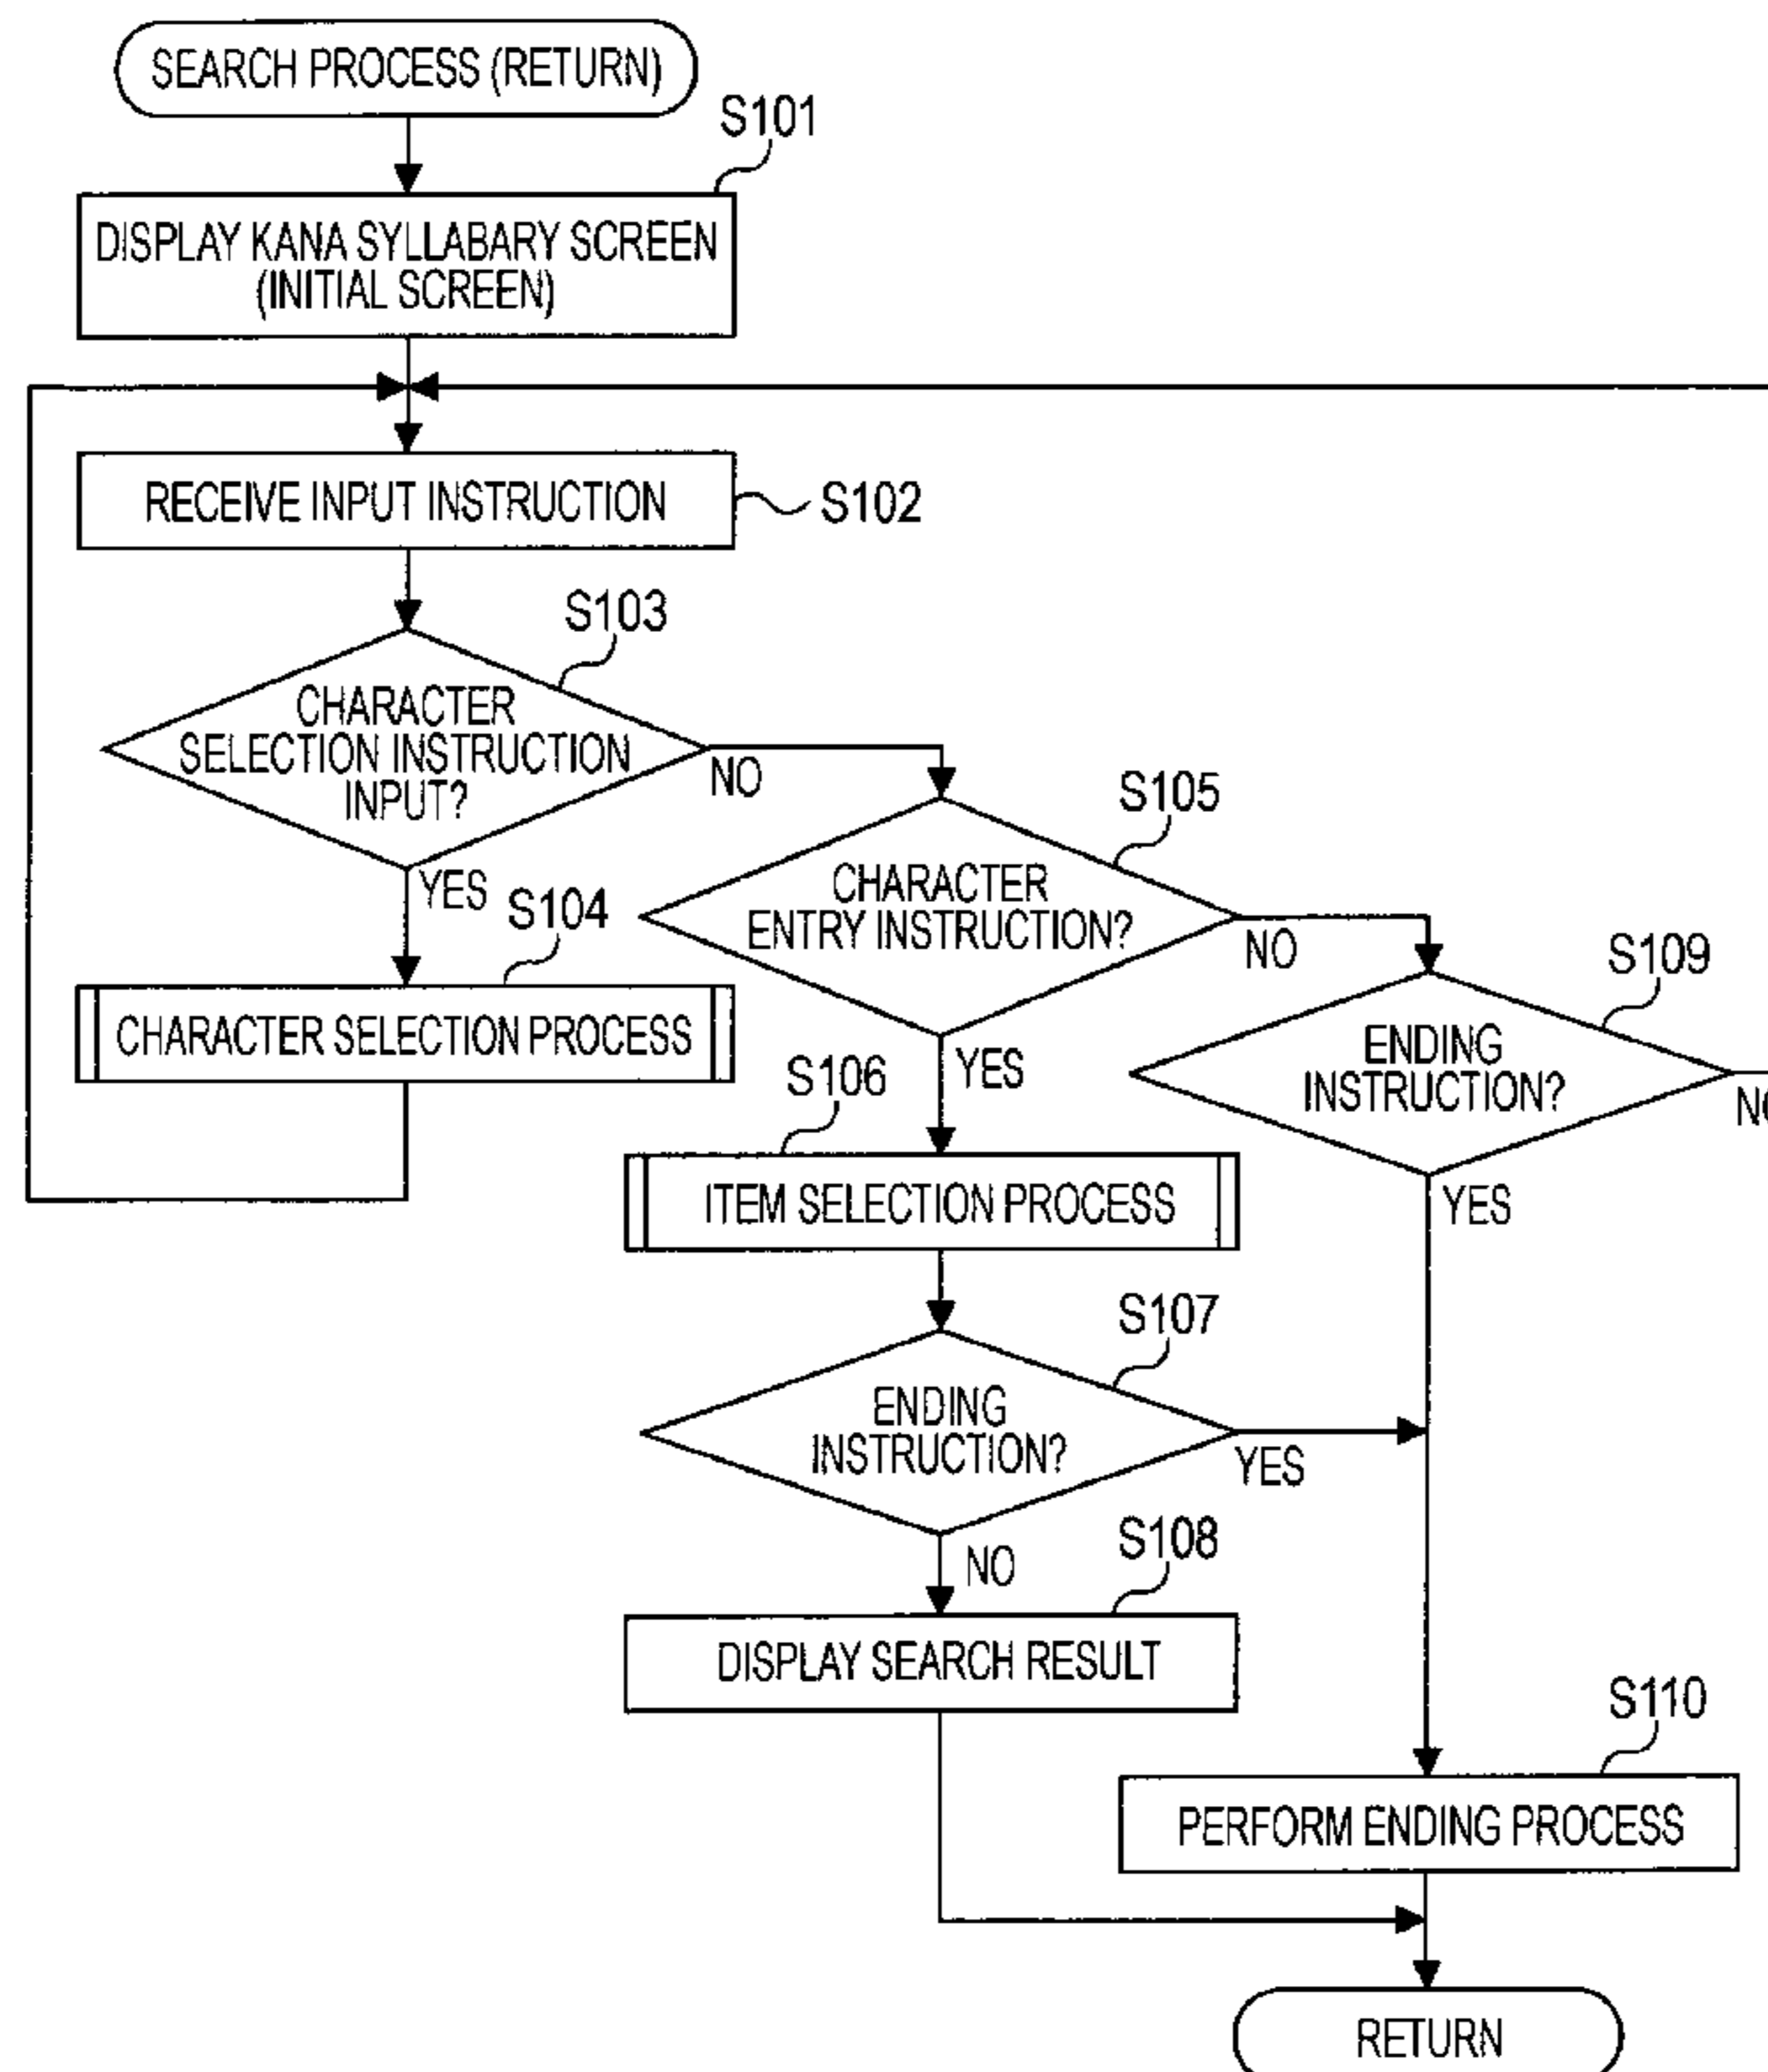 SEARCH PROCESS (RETURN)
S101
DISPLAY KANA SYLLABARY SCREEN
(INITIAL SCREEN)
RECEIVE INPUT INSTRUCTION
S102
S103
CHARACTER
SELECTION INSTRUCTION
INPUT?
NO
YES
S104
CHARACTER SELECTION PROCESS
S105
CHARACTER
ENTRY INSTRUCTION?
NO
YES
S109
ENDING
INSTRUCTION?
NO
YES
S106
ITEM SELECTION PROCESS
S107
ENDING
INSTRUCTION?
YES
NO
S108
DISPLAY SEARCH RESULT
S110
PERFORM ENDING PROCESS
RETURN